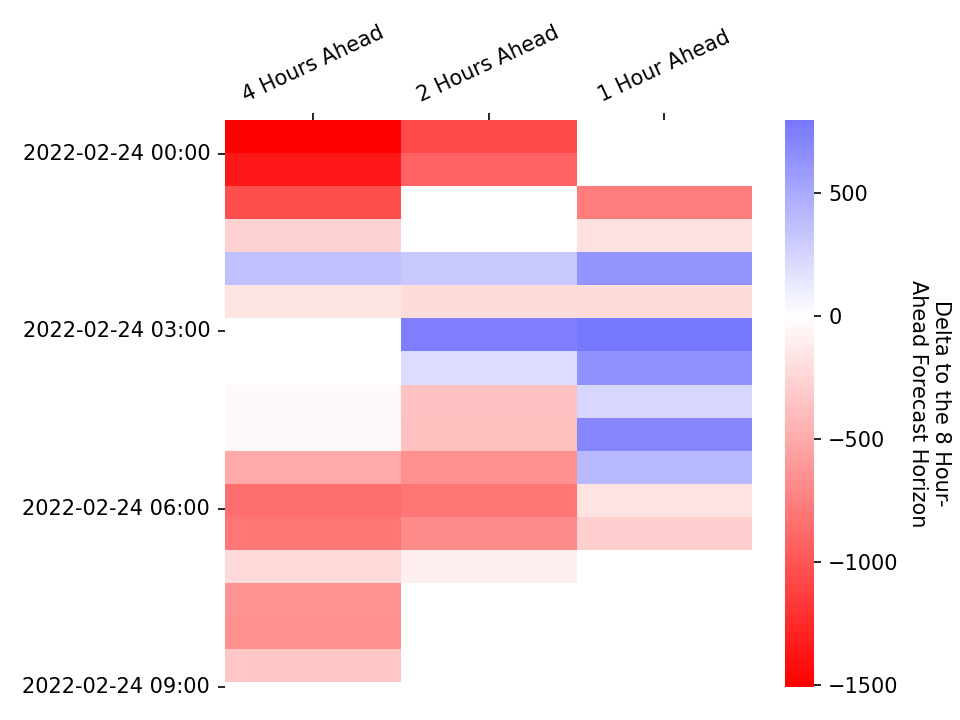 4 Hours Ahead
2 Hours Ahead
1 Hour Ahead
2022-02-24 00:00
2022-02-24 03:00
2022-02-24 06:00
2022-02-24 09:00
500
0
−500
−1000
−1500
Delta to the 8 Hour-
Ahead Forecast Horizon